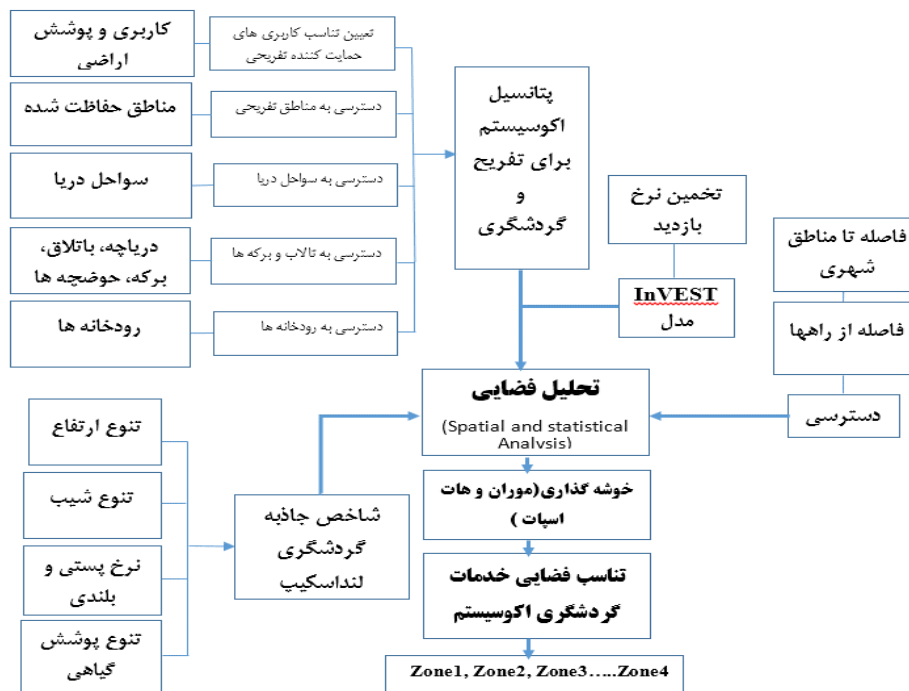 کاربری و پوشش
اراضی
تعیین تناسب کاربری های
حمایت کننده تفریحی
مناطق حفاظت شده
دسترسی به مناطق تفریحی
سواحل دریا
دسترسی به سواحل دریا
دریاچه، باتلاق،
برکه، حوضچه ها
دسترسی به تالاب و برکه ها
رودخانه ها
دسترسی به رودخانه ها
پتانسیل
اکوسیستم
برای تفریح
و
گردشگری
تخمین نرخ
بازدید
InVEST
مدل
فاصله تا مناطق
شهری
فاصله از راهها
دسترسی
تحلیل فضایی
(Spatial and statistical
Analysis)
تنوع ارتفاع
تنوع شیب
نرخ پستی و
بلندی
تنوع پوشش
گیاهی
شاخص جاذبه
گردشگری
لنداسکیپ
خوشه گذاری(موران و هات
اسپات )
تناسب فضایی خدمات
گردشگری اکوسیستم
Zone1, Zone2, Zone3…..Zone4